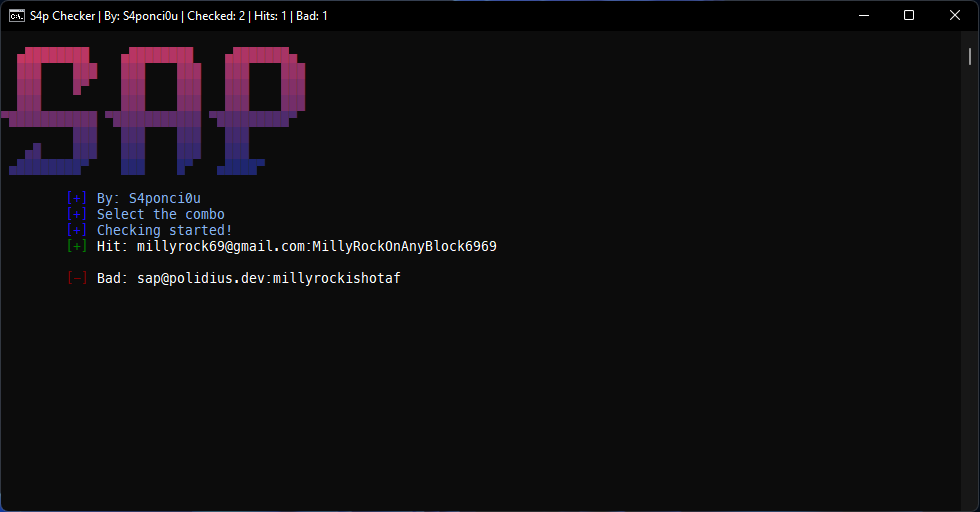 S4p Checker | By: S4ponci0u | Checked: 2 | Hits: 1 | Bad: 1
SAP
[+] By: S4ponci0u
[+] Select the combo
[+] Checking started!
[+] Hit: millyrock69@gmail.com:MillyRockOnAnyBlock6969
[-] Bad: sap@polidius.dev:millyrockishotaf